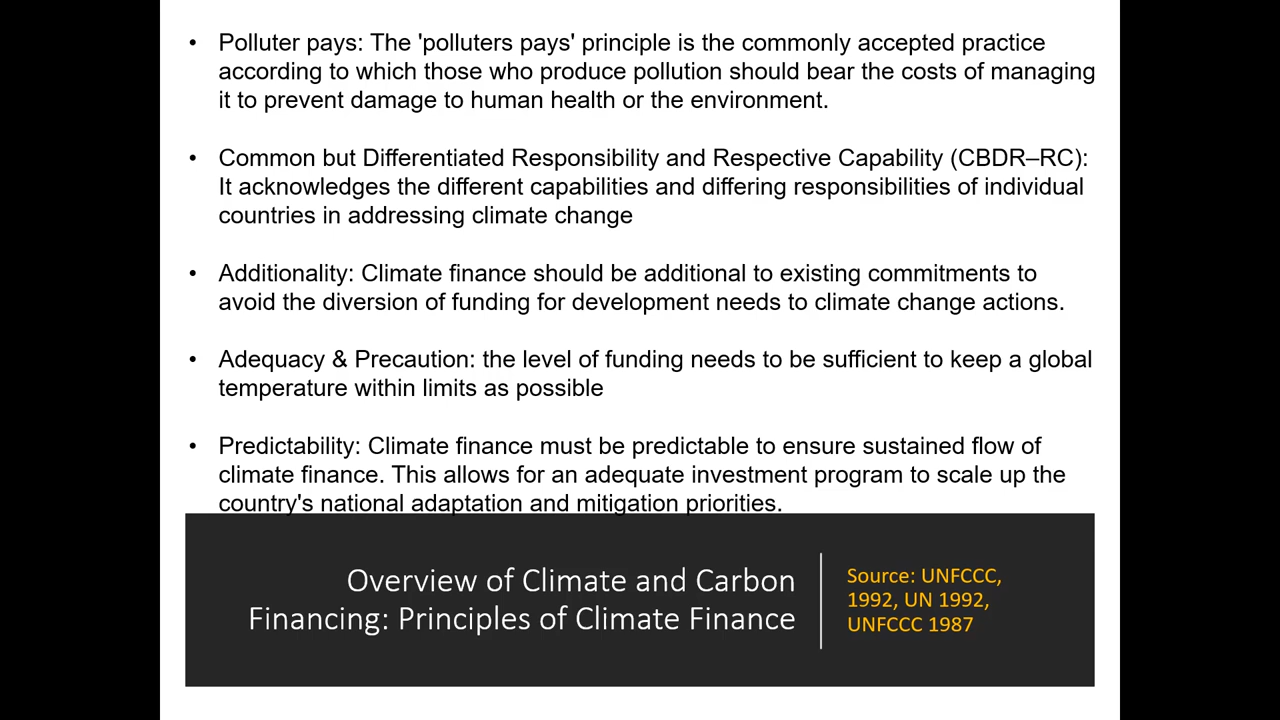 • Polluter pays: The 'polluters pays' principle is the commonly accepted practice
according to which those who produce pollution should bear the costs of managing
it to prevent damage to human health or the environment.
• Common but Differentiated Responsibility and Respective Capability (CBDR–RC):
It acknowledges the different capabilities and differing responsibilities of individual
countries in addressing climate change
• Additionality: Climate finance should be additional to existing commitments to
avoid the diversion of funding for development needs to climate change actions.
• Adequacy & Precaution: the level of funding needs to be sufficient to keep a global
temperature within limits as possible
• Predictability: Climate finance must be predictable to ensure sustained flow of
climate finance. This allows for an adequate investment program to scale up the
country's national adaptation and mitigation priorities.
Overview of Climate and Carbon
Financing: Principles of Climate Finance
Source: UNFCCC,
1992, UN 1992,
UNFCCC 1987